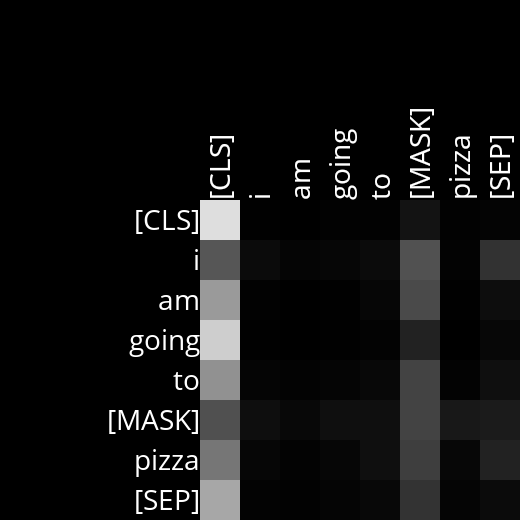 [CLS] i am going to [MASK] pizza [SEP]
[CLS]
i
am
going
to
[MASK]
pizza
[SEP]